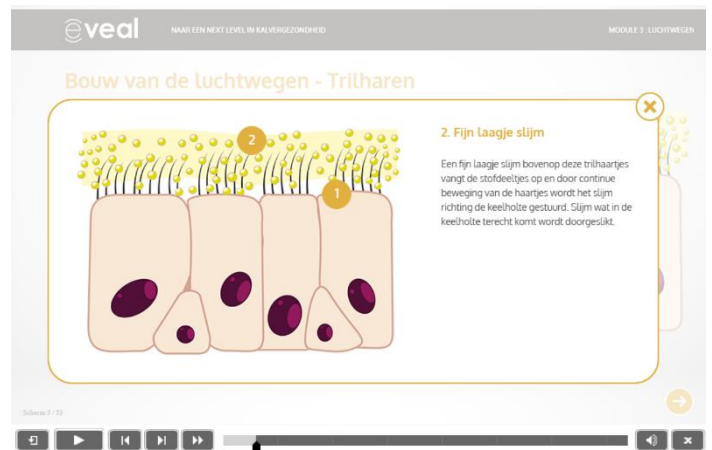 eveal
NAAR EEN NEXT LEVEL IN KALVERGEZONDHEID
MODULE 3 : LUCHTWEGEN
Bouw van de luchtwegen - Trilharen
2
1
2. Fijn laagje slijm
Een fijn laagje slijm bovenop deze trilhaartjes
vangt de stofdeeltjes op en door continue
beweging van de haartjes wordt het slijm
richting de keelholte gestuurd. Slijm wat in de
keelholte terecht komt wordt doorgeslikt.